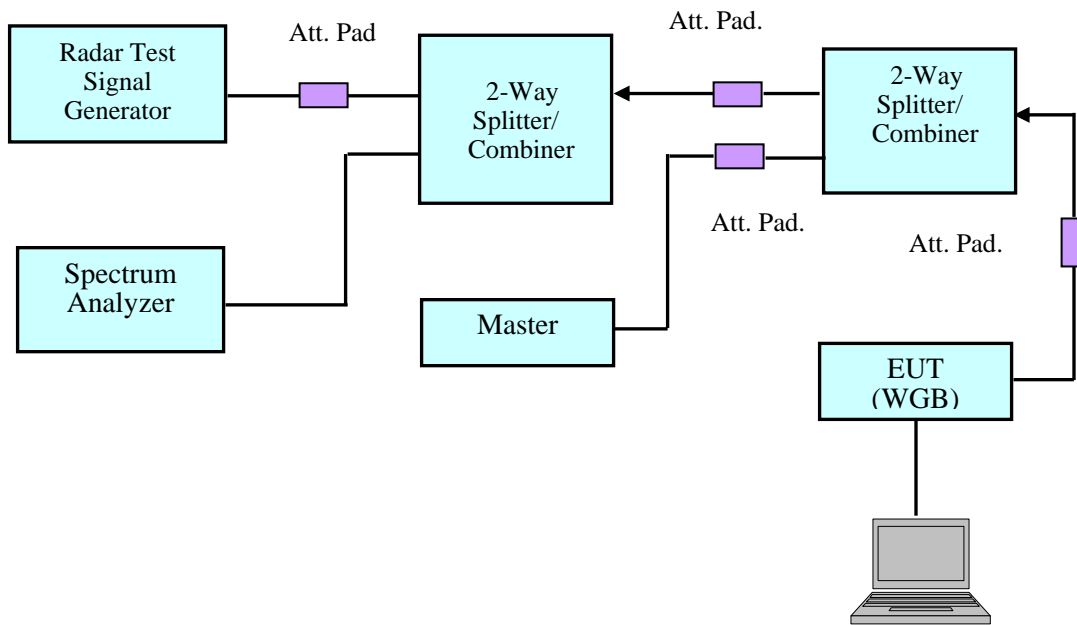 Radar Test
Signal
Generator
Att. Pad
2-Way
Splitter/
Combiner
Att. Pad.
2-Way
Splitter/
Combiner
Att. Pad.
Att. Pad.
Spectrum
Analyzer
Master
EUT
(WGB)